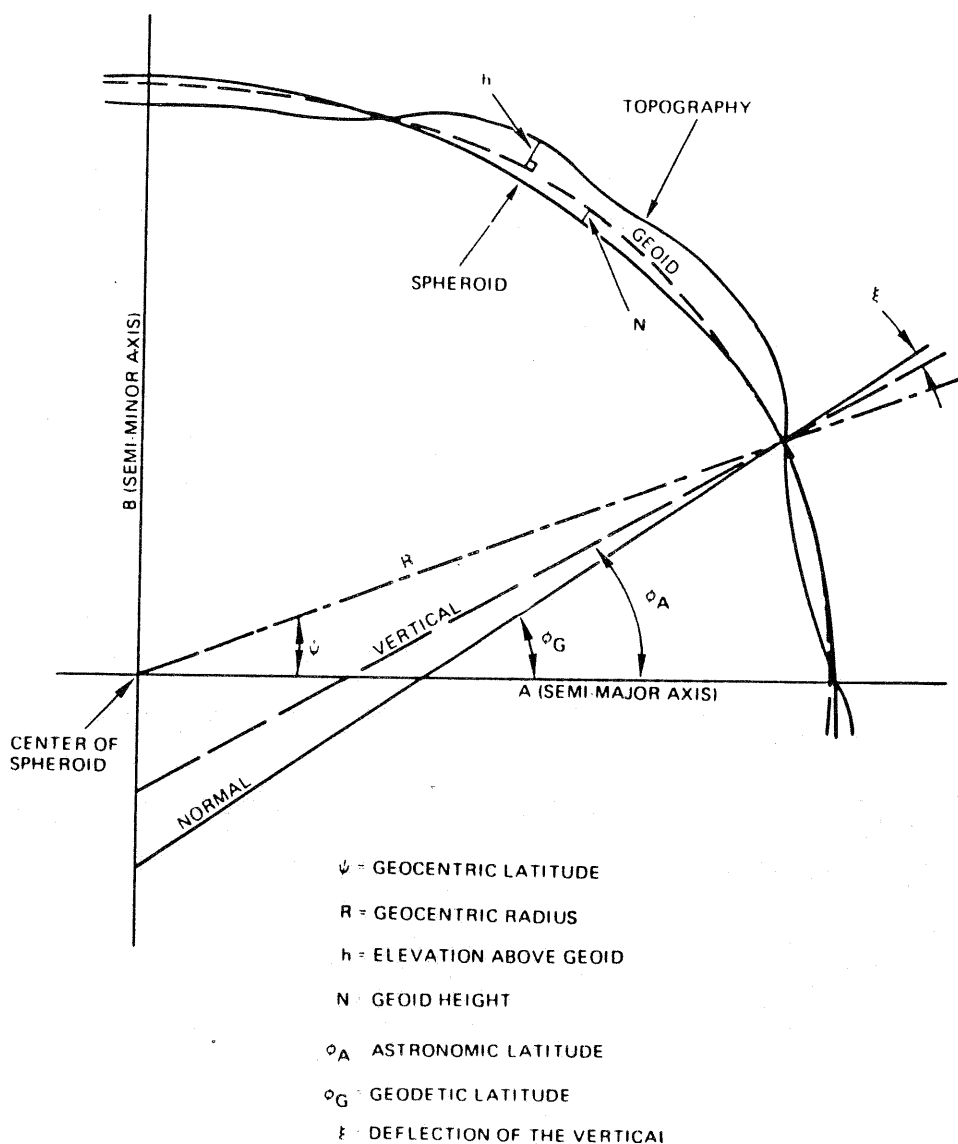 h
TOPOGRAPHY
GEOID
SPHEROID
N
ξ
B (SEMI-MINOR AXIS)
R
φA
VERTICAL
ψ
φG
A (SEMI-MAJOR AXIS)
CENTER OF
SPHEROID
NORMAL
ψ = GEOCENTRIC LATITUDE
R = GEOCENTRIC RADIUS
h = ELEVATION ABOVE GEOID
N GEOID HEIGHT
φA ASTRONOMIC LATITUDE
φG GEODETIC LATITUDE
ξ DEFLECTION OF THE VERTICAL